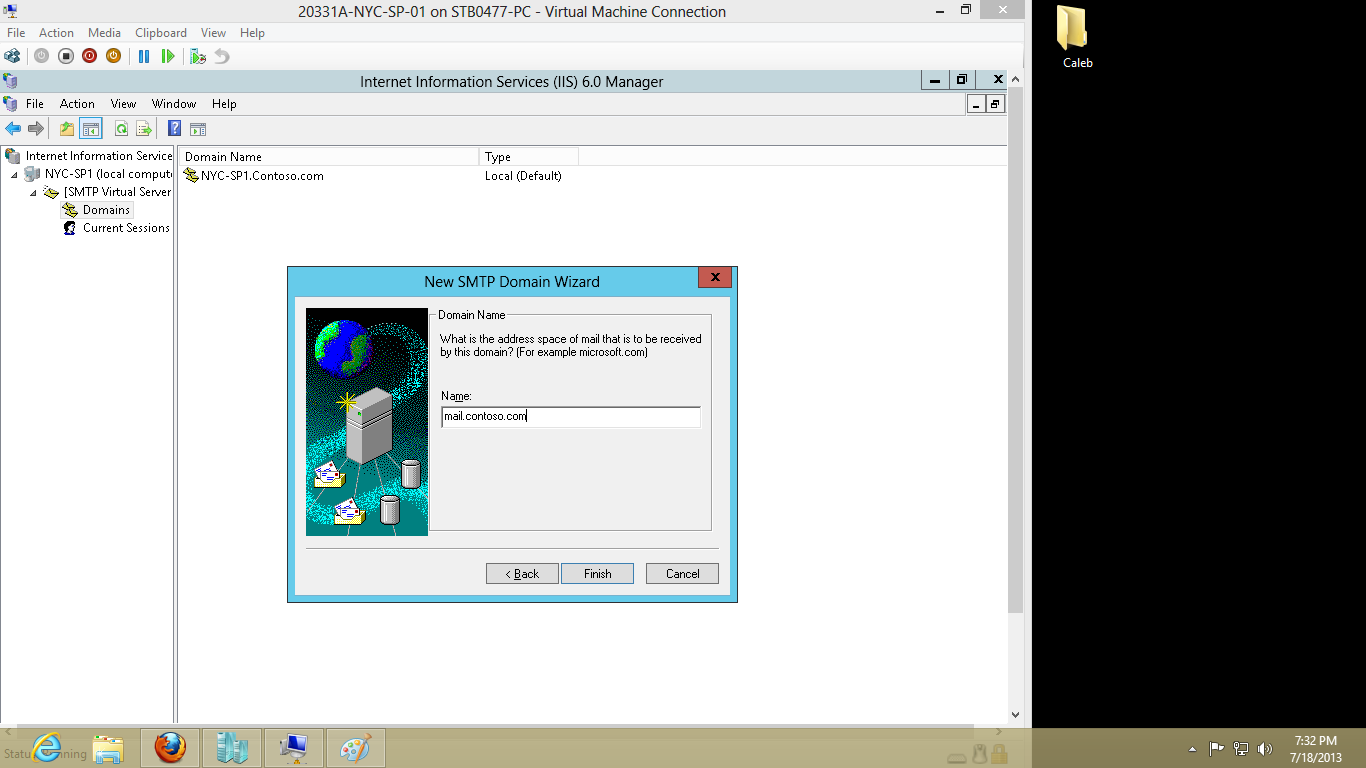 20331A-NYC-SP-01 on STB0477-PC - Virtual Machine Connection
File Action Media Clipboard View Help
Internet Information Services (IIS) 6.0 Manager
File Action View Window Help
Internet Information Service
NYC-SP1 (local comput
[SMTP Virtual Server
Domains
Current Sessions
Domain Name Type
NYC-SP1.Contoso.com Local (Default)
New SMTP Domain Wizard
Domain Name
What is the address space of mail that is to be received
by this domain? (For example microsoft.com)
Name:
mail.contoso.com
< Back Finish Cancel
Caleb
7:32 PM
7/18/2013